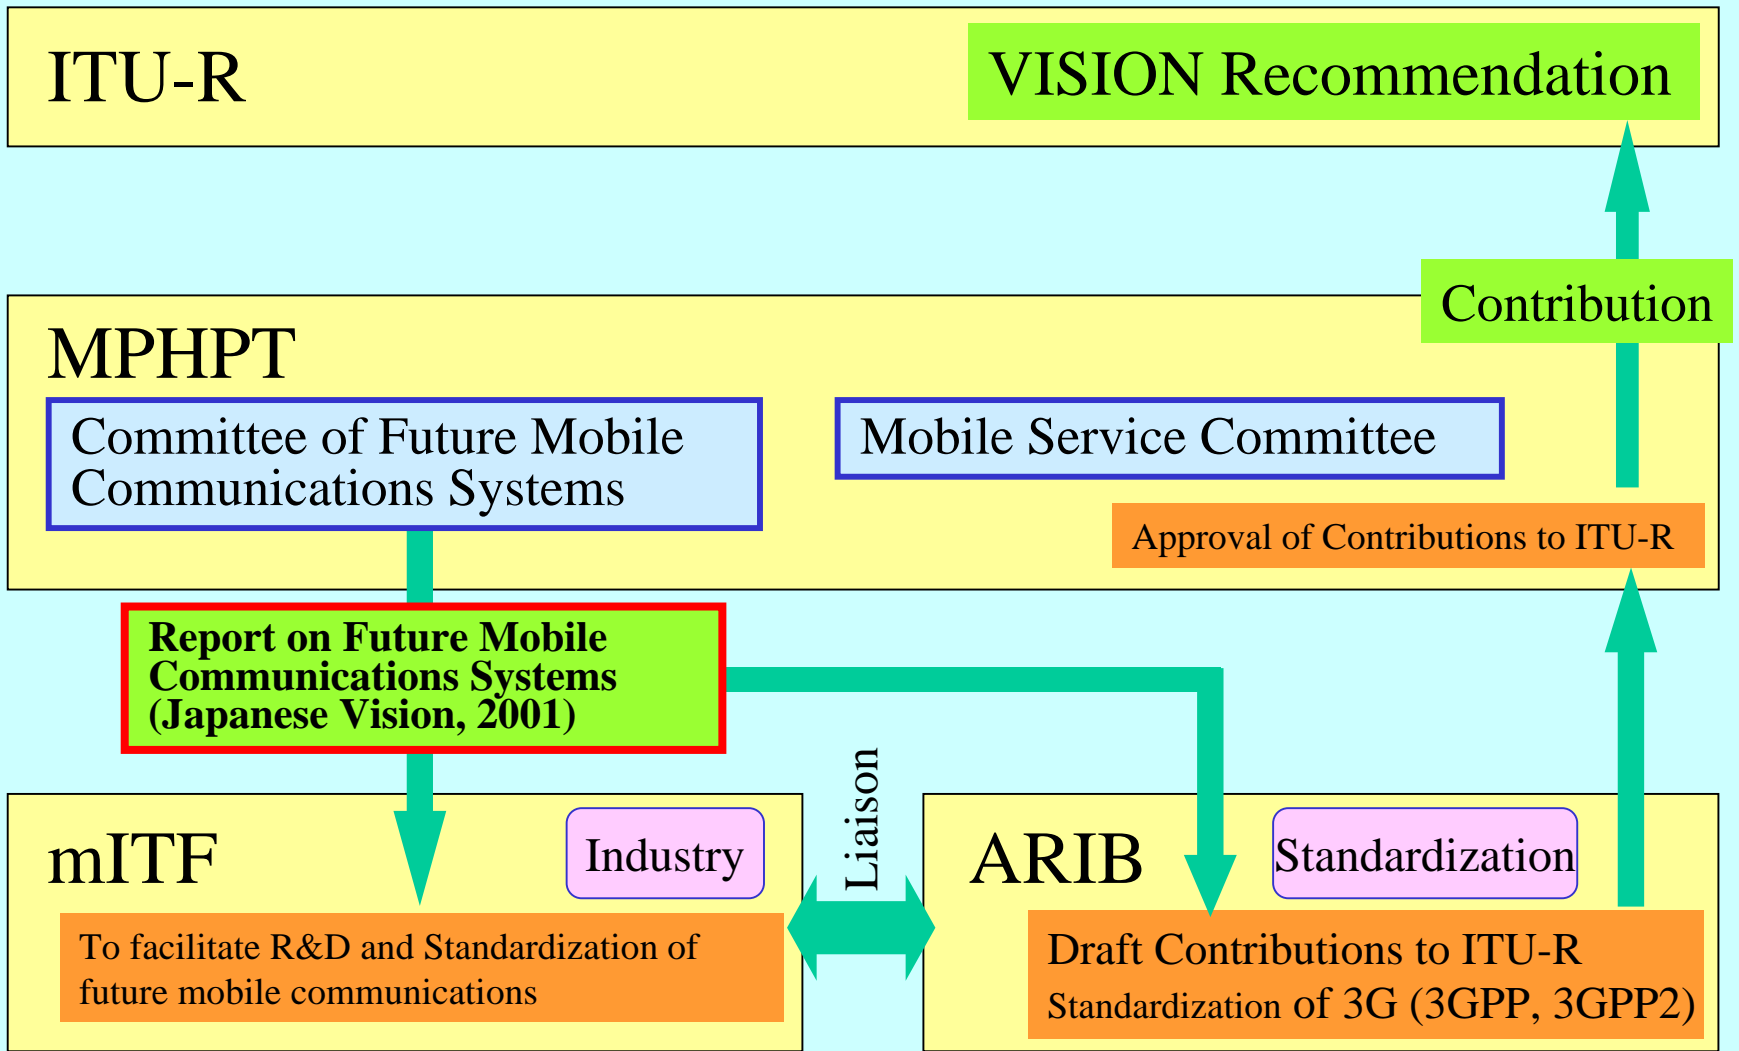 ITU-R
VISION Recommendation
Contribution
MPHPT
Committee of Future Mobile
Communications Systems
Mobile Service Committee
Approval of Contributions to ITU-R
Report on Future Mobile
Communications Systems
(Japanese Vision, 2001)
mITF
Industry
To facilitate R&D and Standardization of
future mobile communications
Liaison
ARIB
Standardization
Draft Contributions to ITU-R
Standardization of 3G (3GPP, 3GPP2)